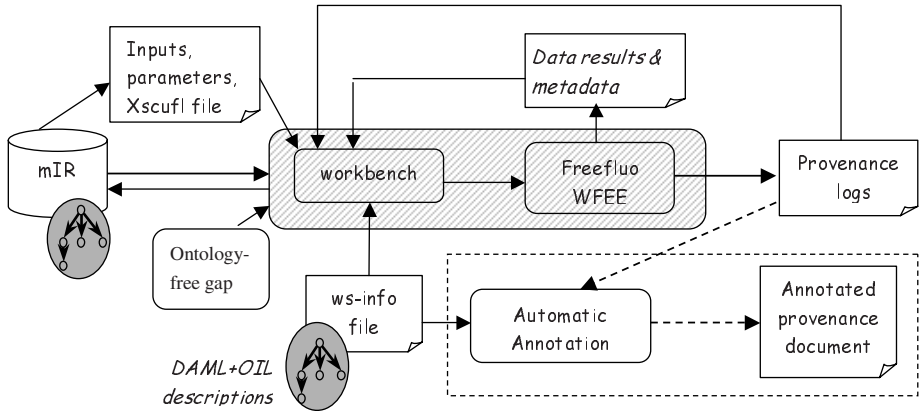 Inputs,
parameters,
Xscufl file
Data results &
metadata
mIR
workbench
Freefluo
WFEE
Provenance
logs
Ontology-
free gap
ws-info
file
Automatic
Annotation
Annotated
provenance
document
DAML+OIL
descriptions